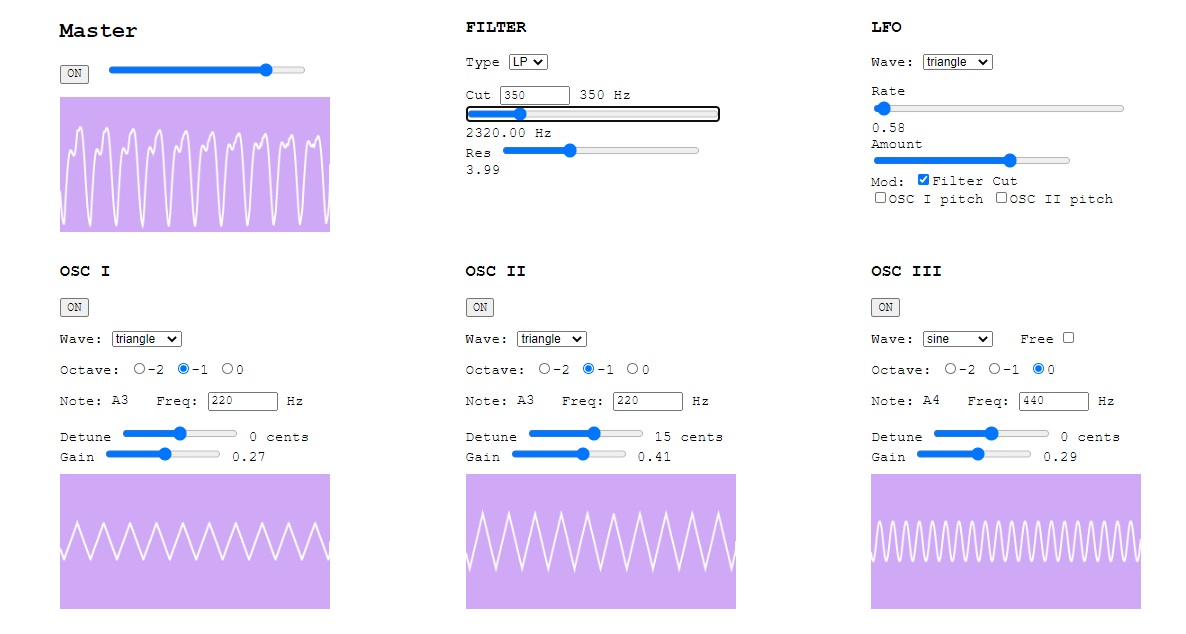 Master
ON
FILTER
Type LP
Cut 350 350 Hz
2320.00 Hz
Res
3.99
LFO
Wave: triangle
Rate
0.58
Amount
Mod: Filter Cut
OSC I pitch OSC II pitch
OSC I
ON
Wave: triangle
Octave: -2 -1 0
Note: A3 Freq: 220 Hz
Detune 0 cents
Gain 0.27
OSC II
ON
Wave: triangle
Octave: -2 -1 0
Note: A3 Freq: 220 Hz
Detune 15 cents
Gain 0.41
OSC III
ON
Wave: sine Free
Octave: -2 -1 0
Note: A4 Freq: 440 Hz
Detune 0 cents
Gain 0.29